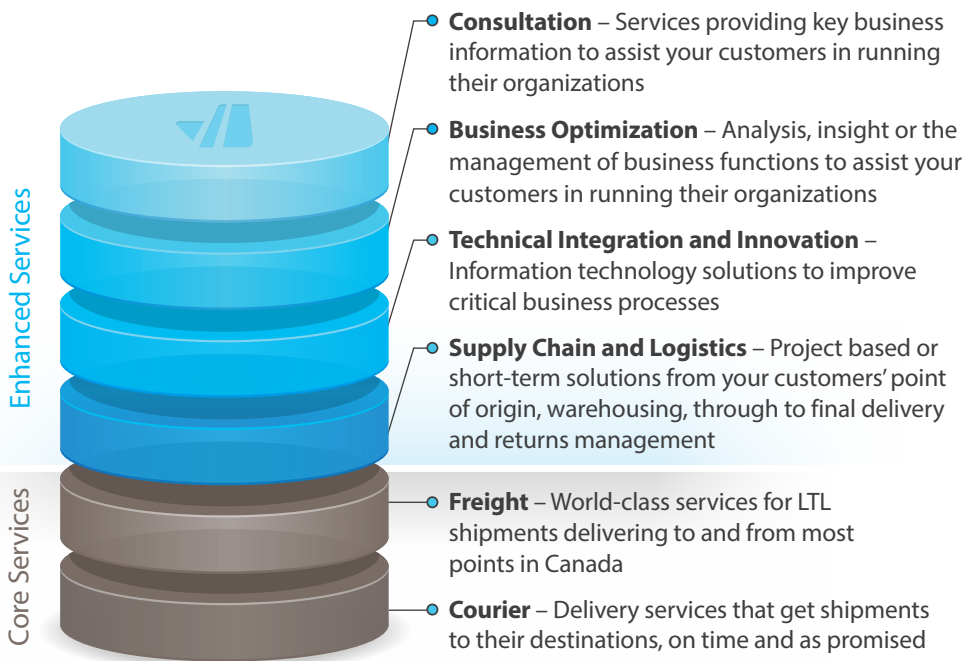 Consultation – Services providing key business
information to assist your customers in running
their organizations
Business Optimization – Analysis, insight or the
management of business functions to assist your
customers in running their organizations
Technical Integration and Innovation –
Information technology solutions to improve
critical business processes
Supply Chain and Logistics – Project based or
short-term solutions from your customers’ point
of origin, warehousing, through to final delivery
and returns management
Freight – World-class services for LTL
shipments delivering to and from most
points in Canada
Courier – Delivery services that get shipments
to their destinations, on time and as promised
Enhanced Services
Core Services